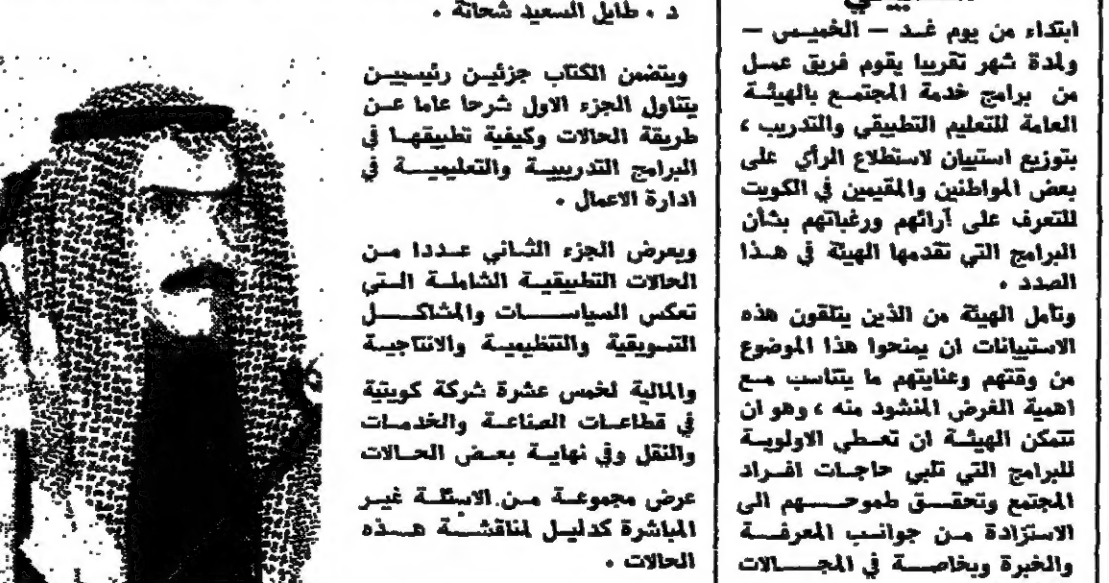 ابتداء من يوم غد — الخميس —
ولمدة شهر تقريبا يقوم فريق عمل
من برامج خدمة المجتمع بالهيئة
العامة للتعليم التطبيقي والتدريب ،
بتوزيع استبيان لاستطلاع الرأي على
بعض المواطنين والمقيمين في الكويت
للتعرف على آرائهم ورغباتهم بشأن
البرامج التي تقدمها الهيئة في هذا
الصدد .
وتأمل الهيئة من الذين يتلقون هذه
الاستبيانات ان يمنحوا هذا الموضوع
من وقتهم وعنايتهم ما يتناسب مع
اهمية الغرض المنشود منه ، وهو ان
تتمكن الهيئة ان تعطي الاولوية
للبرامج التي تلبي حاجات افراد
المجتمع وتحقق طموحهم الى
الاستزادة من جوانب المعرفة
والخبرة وبخاصة في المجالات
د . طايل السعيد شحاتة .
ويتضمن الكتاب جزئين رئيسيين
يتناول الجزء الاول شرحا عاما عن
طريقة الحالات وكيفية تطبيقها في
البرامج التدريبية والتعليمية في
ادارة الاعمال .
ويعرض الجزء الثاني عددا من
الحالات التطبيقية الشاملة التي
تعكس السياسات والمشاكل
التسويقية والتنظيمية والانتاجية
والمالية لخمس عشرة شركة كويتية
في قطاعات الصناعة والخدمات
والنقل وفي نهاية بعض الحالات
عرض مجموعة من الاسئلة غير
المباشرة كدليل لمناقشة هذه
الحالات .